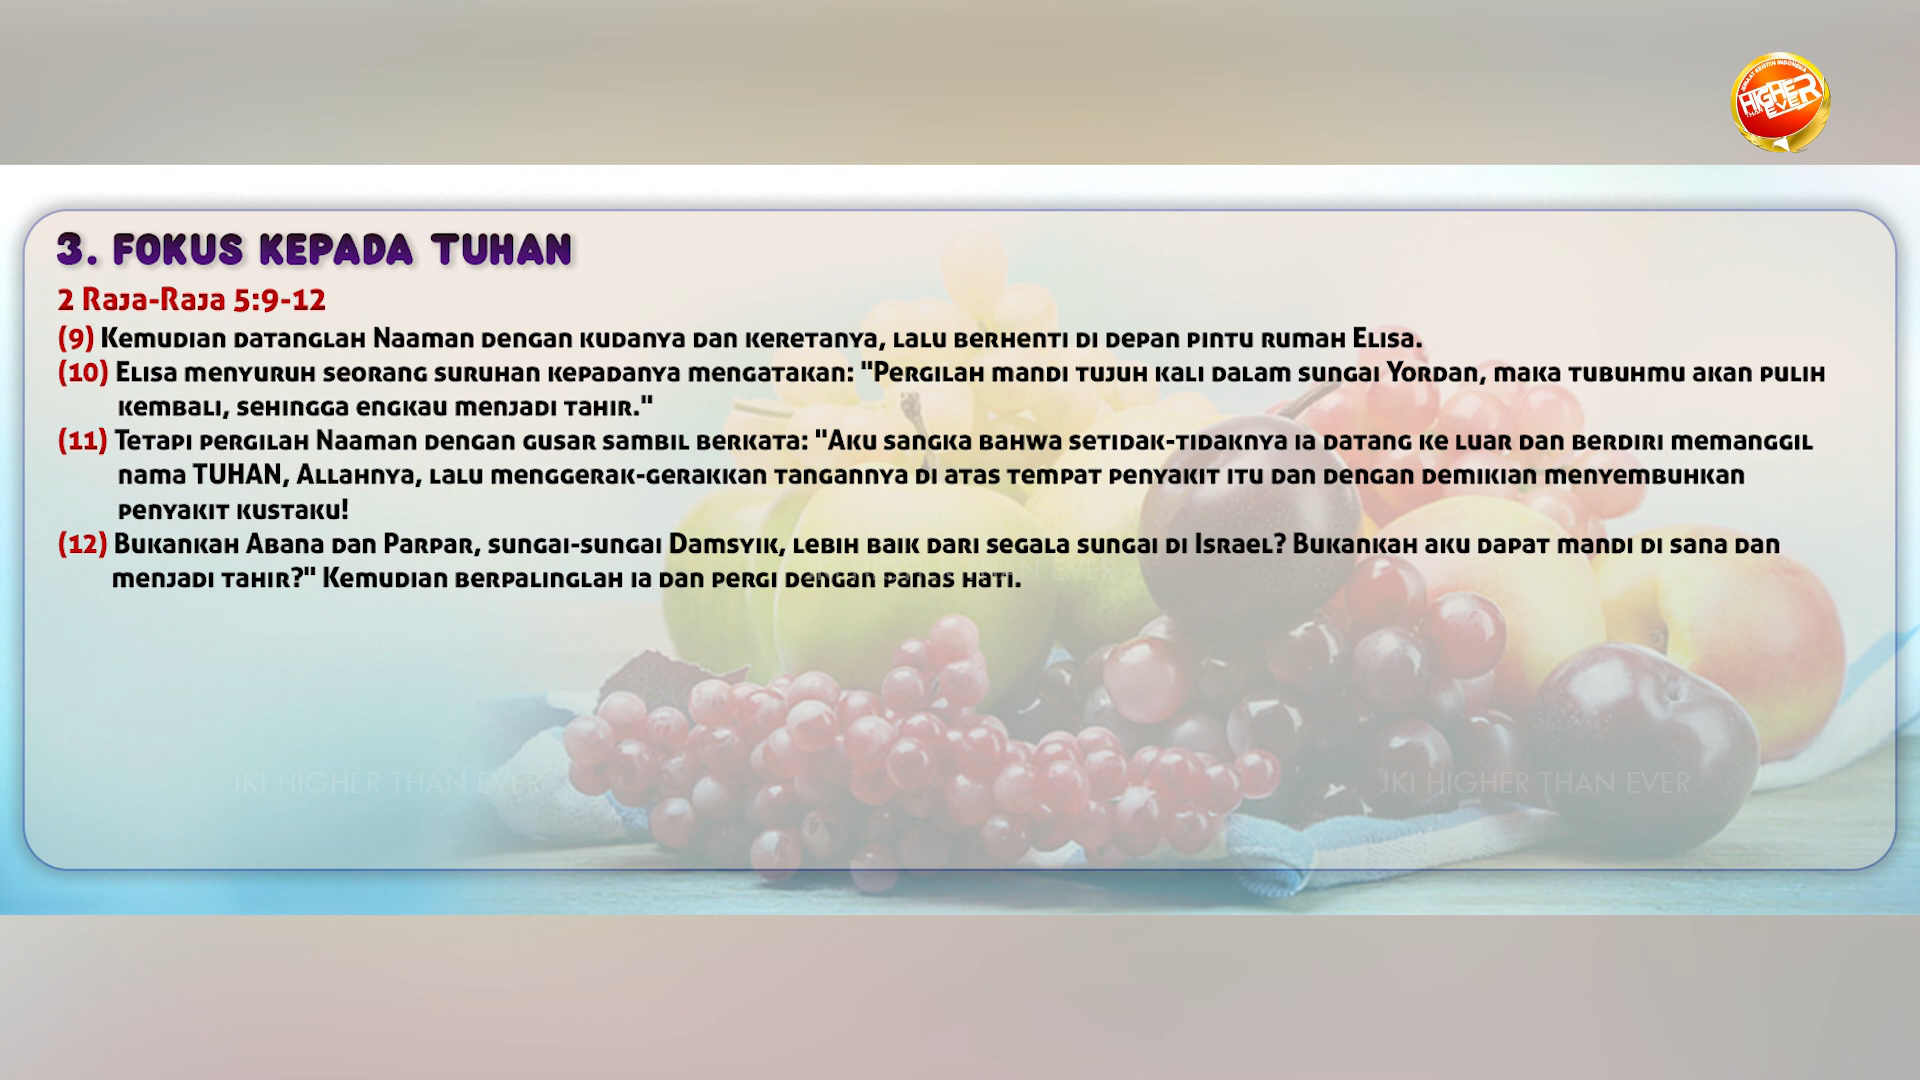 JEMAAT KRISTEN INDONESIA
HIGHER
THAN EVER
3. FOKUS KEPADA TUHAN
2 Raja-Raja 5:9-12
(9) Kemudian datanglah Naaman dengan kudanya dan keretanya, lalu berhenti di depan pintu rumah Elisa.
(10) Elisa menyuruh seorang suruhan kepadanya mengatakan: "Pergilah mandi tujuh kali dalam sungai Yordan, maka tubuhmu akan pulih
kembali, sehingga engkau menjadi tahir."
(11) Tetapi pergilah Naaman dengan gusar sambil berkata: "Aku sangka bahwa setidak-tidaknya ia datang ke luar dan berdiri memanggil
nama TUHAN, Allahnya, lalu menggerak-gerakkan tangannya di atas tempat penyakit itu dan dengan demikian menyembuhkan
penyakit kustaku!
(12) Bukankah Abana dan Parpar, sungai-sungai Damsyik, lebih baik dari segala sungai di Israel? Bukankah aku dapat mandi di sana dan
menjadi tahir?" Kemudian berpalinglah ia dan pergi dengan panas hati.
JKI HIGHER THAN EVER
JKI HIGHER THAN EVER